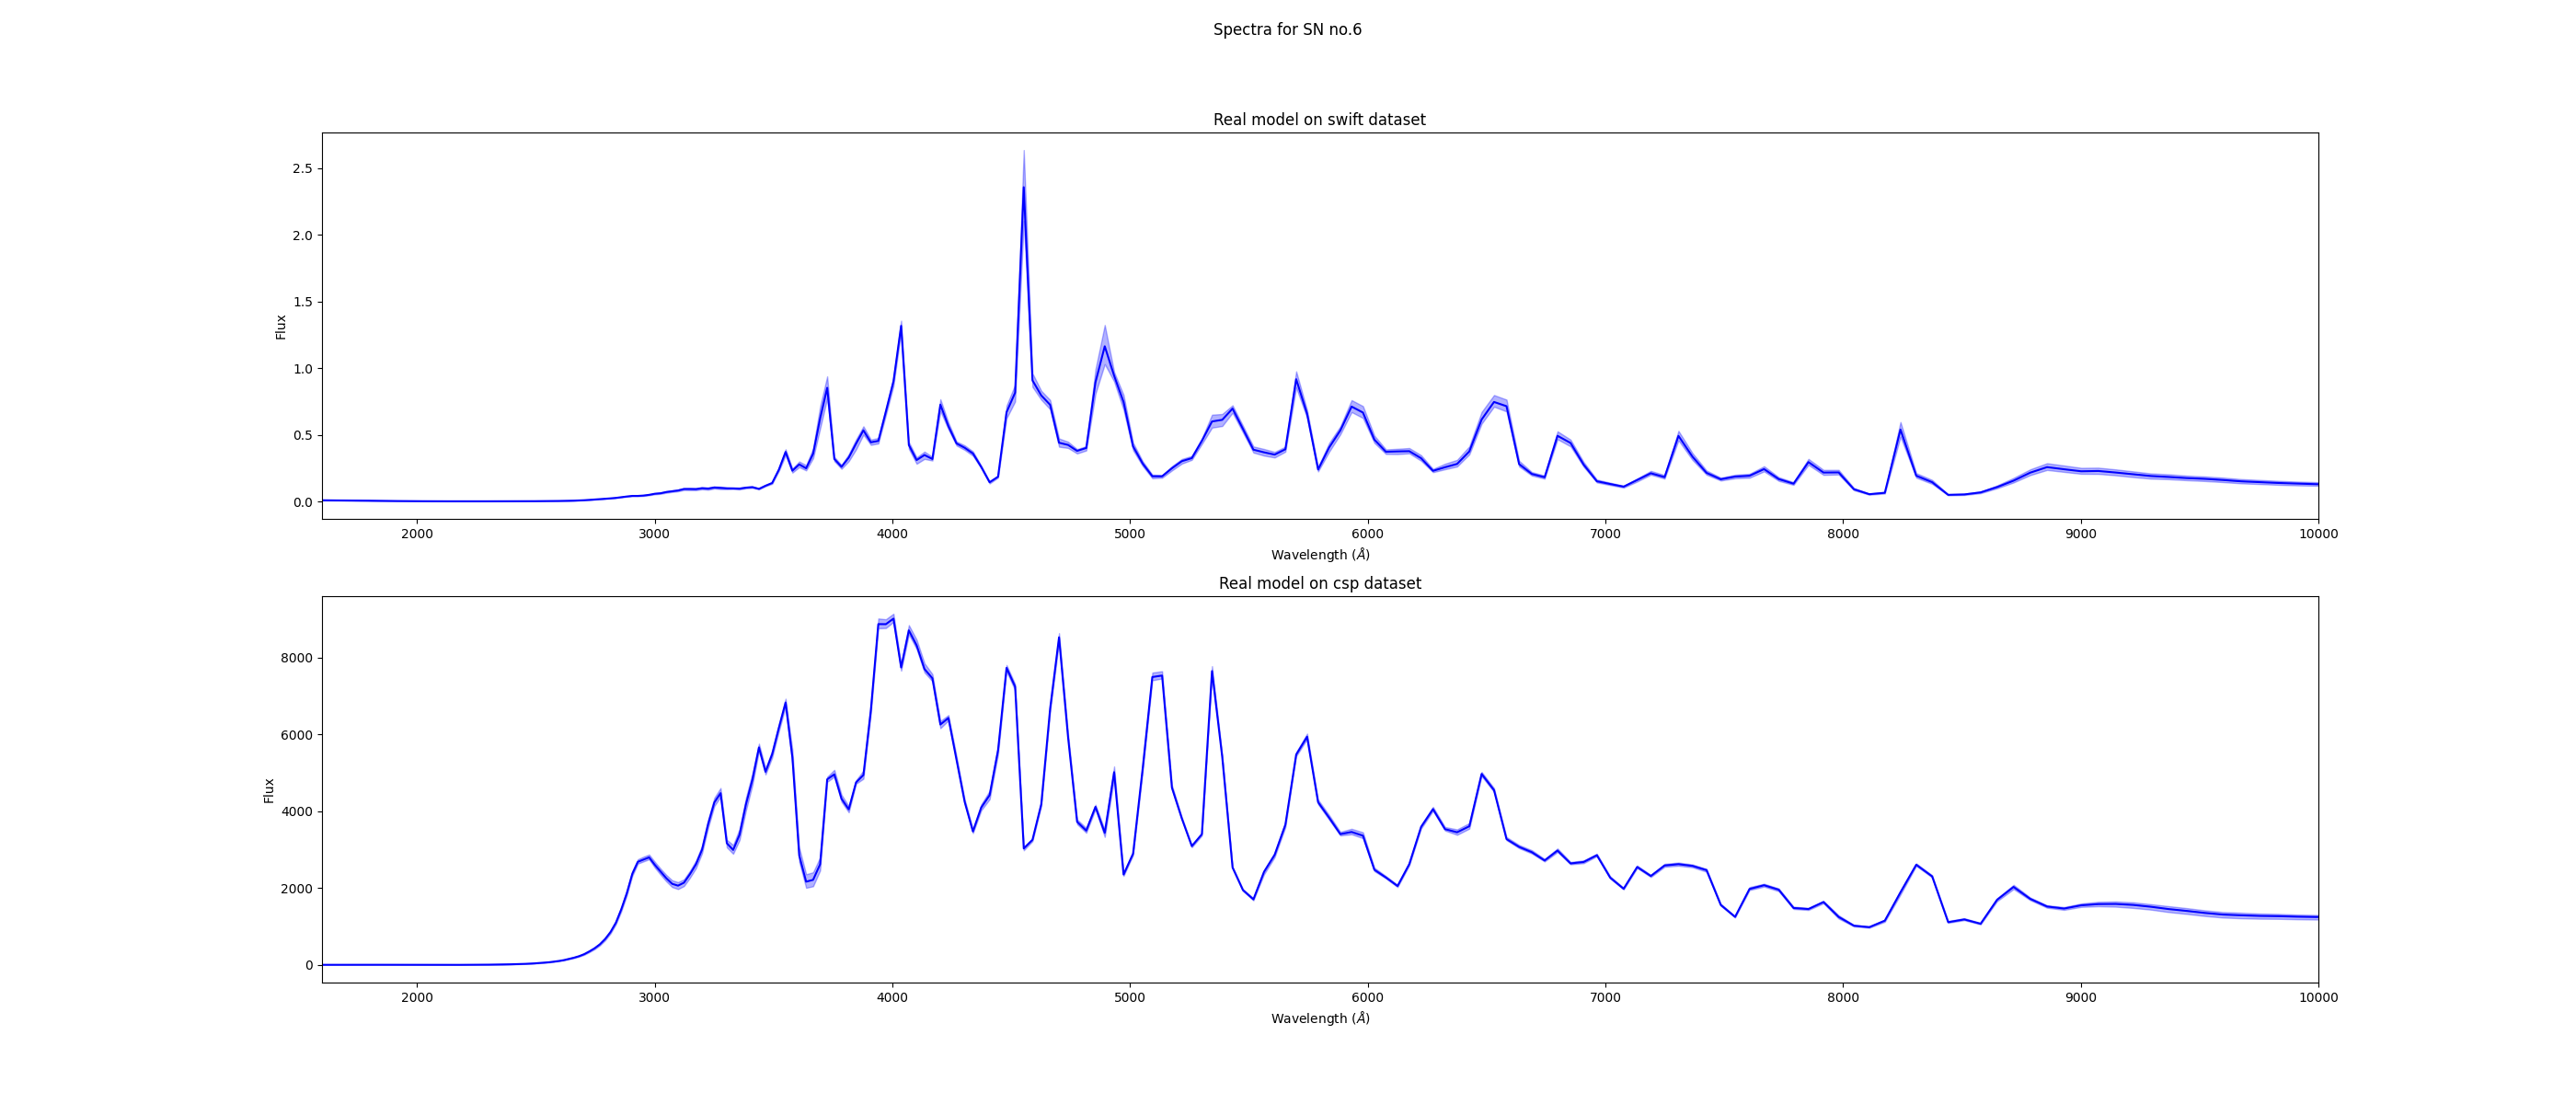 Spectra for SN no.6
Real model on swift dataset
2.5
2.0
1.5
1.0
0.5
0.0
Flux
2000 3000 4000 5000 6000 7000 8000 9000 10000
Wavelength (Å)
Real model on csp dataset
8000
6000
4000
2000
0
Flux
2000 3000 4000 5000 6000 7000 8000 9000 10000
Wavelength (Å)